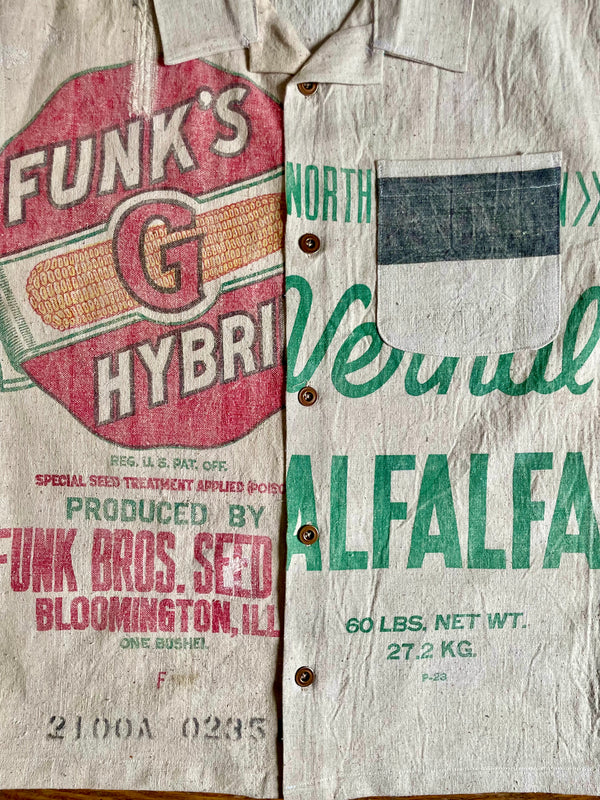 FUNK'S
G
HYBRI
REG. U. S. PAT. OFF.
SPECIAL SEED TREATMENT APPLIED (POIS
PRODUCED BY
FUNK BROS. SEED
BLOOMINGTON, ILL
ONE BUSHEL
F
2100A 0235
NORTH
Vernal
ALFALFA
60 LBS. NET WT.
27.2 KG.
P-23